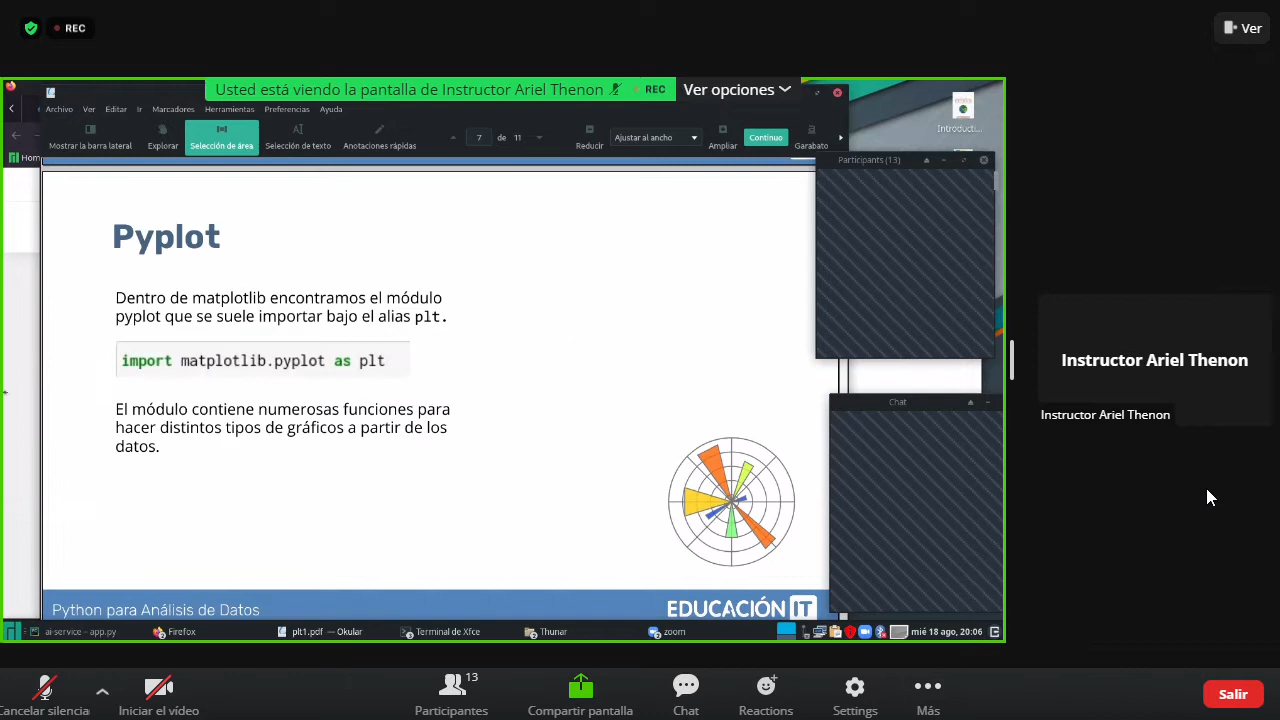 REC
Ver
Usted está viendo la pantalla de Instructor Ariel Thenon REC Ver opciones
Archivo Ver Editar Ir Marcadores Herramientas Preferencias Ayuda
Introducti...
7 de 11
Mostrar la barra lateral Explorar Selección de área Selección de texto Anotaciones rápidas Reducir Ajustar al ancho Ampliar Continuo Garabato
Hom
Participants (13)
Pyplot
Dentro de matplotlib encontramos el módulo
pyplot que se suele importar bajo el alias plt.
import matplotlib.pyplot as plt
El módulo contiene numerosas funciones para
hacer distintos tipos de gráficos a partir de los
datos.
Chat
Instructor Ariel Thenon
Instructor Ariel Thenon
Python para Análisis de Datos
EDUCACIÓN IT
ai-service – app.py Firefox plt1.pdf — Okular Terminal de Xfce Thunar zoom mié 18 ago, 20:06
13
Cancelar silencia Iniciar el vídeo Participantes Compartir pantalla Chat Reactions Settings Más
Salir